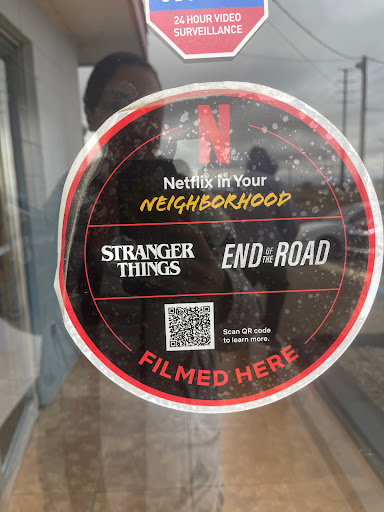 24 HOUR VIDEO
SURVEILLANCE
N
Netflix in Your
NEIGHBORHOOD
STRANGER
THINGS
END OF THE ROAD
Scan QR code
to learn more.
FILMED HERE